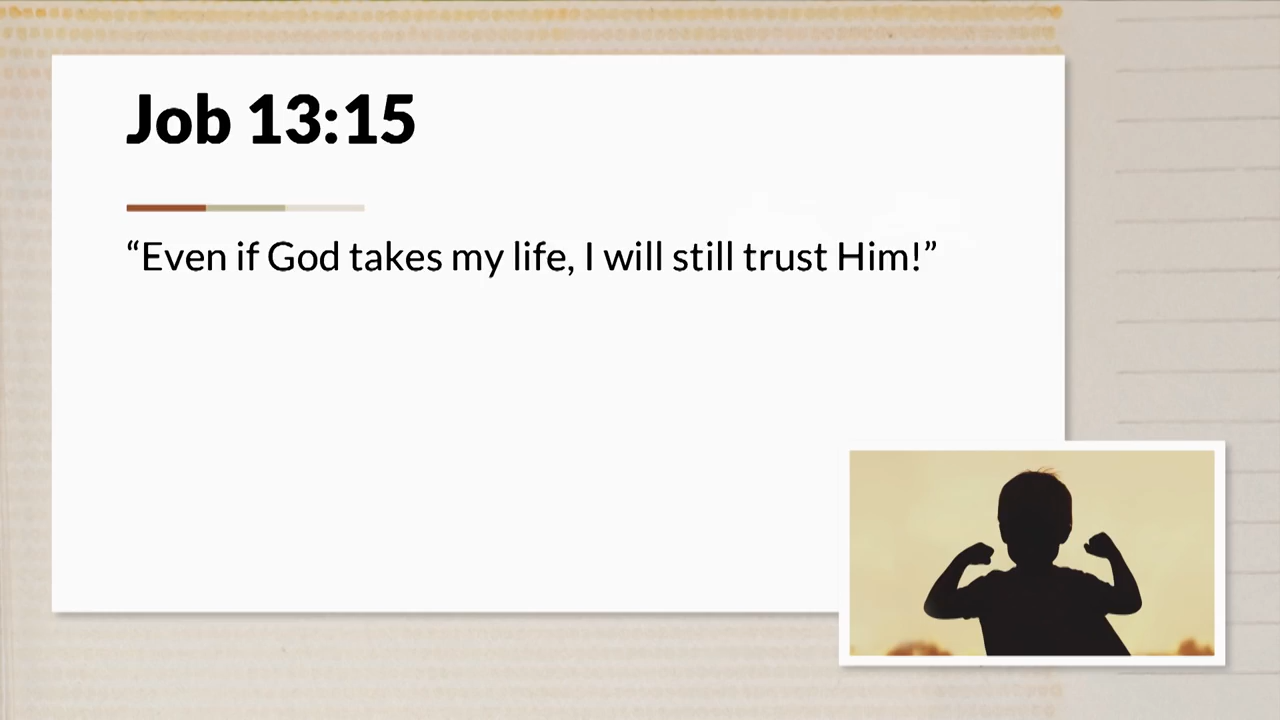 Job 13:15
“Even if God takes my life, I will still trust Him!”